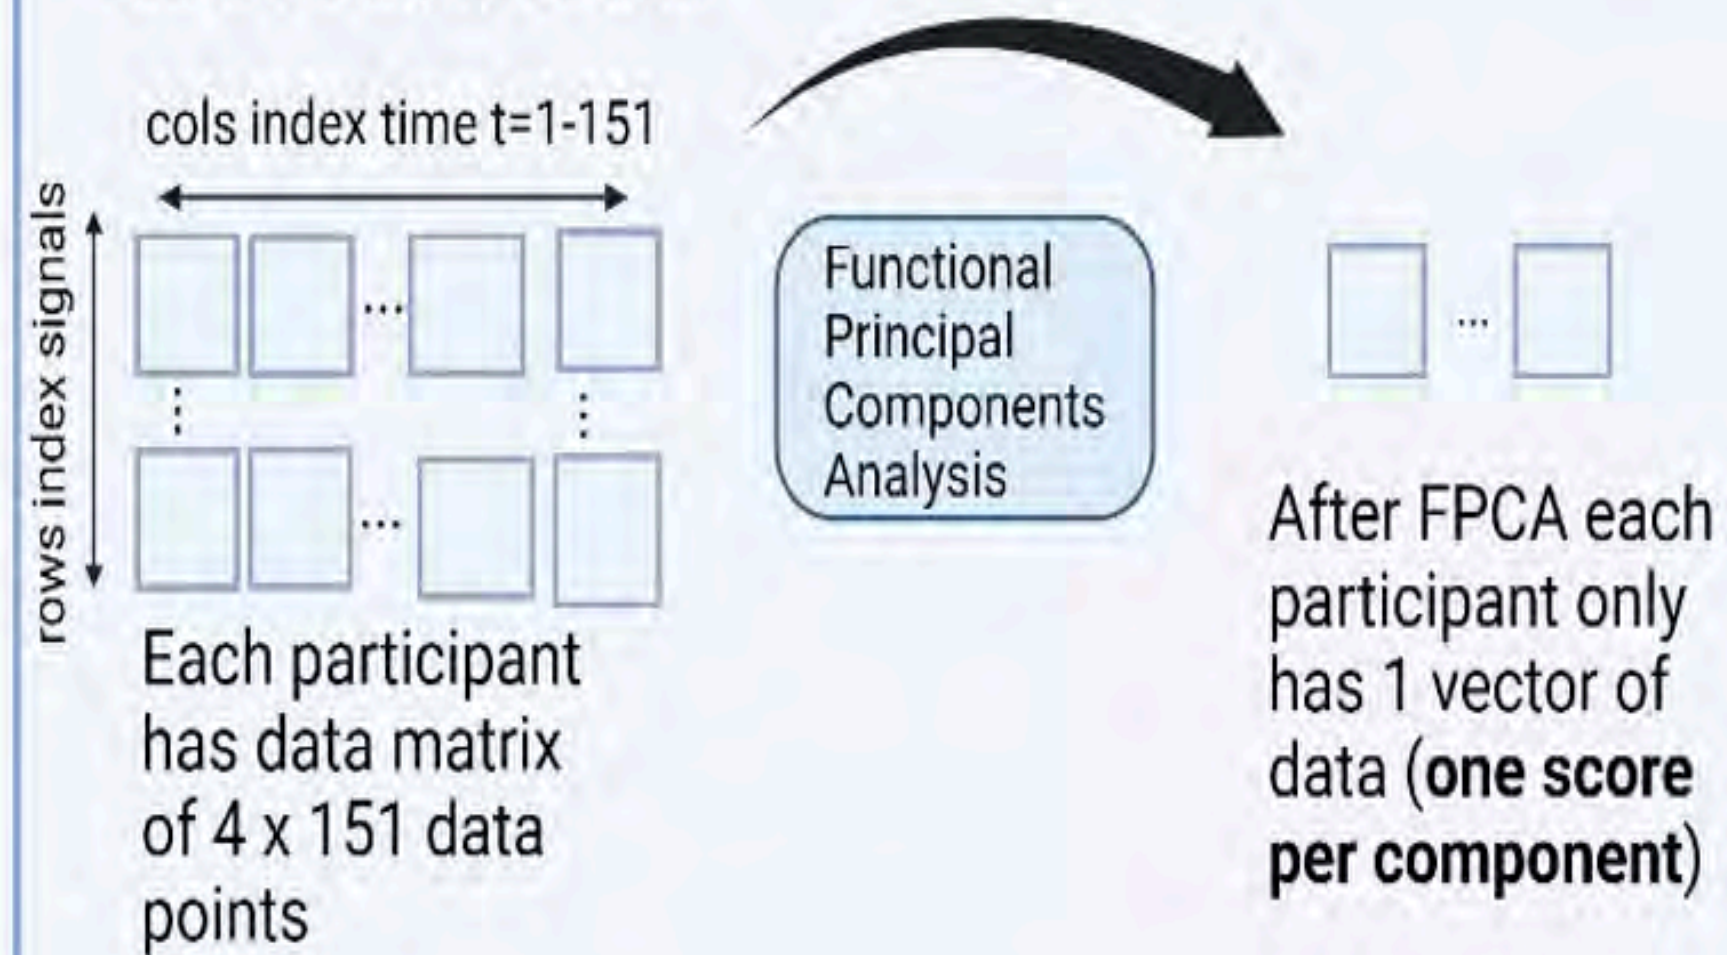 cols index time t=1-151
rows index signals
...
...
Each participant
has data matrix
of 4 x 151 data
points
Functional
Principal
Components
Analysis
...
After FPCA each
participant only
has 1 vector of
data (one score
per component)